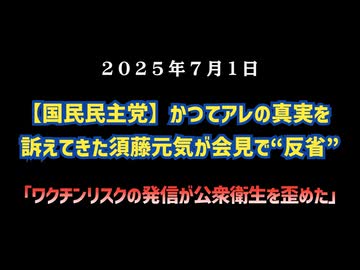 2025年7月1日
【国民民主党】かつてアレの真実を
訴えてきた須藤元気が会見で“反省”
「ワクチンリスクの発信が公衆衛生を歪めた」